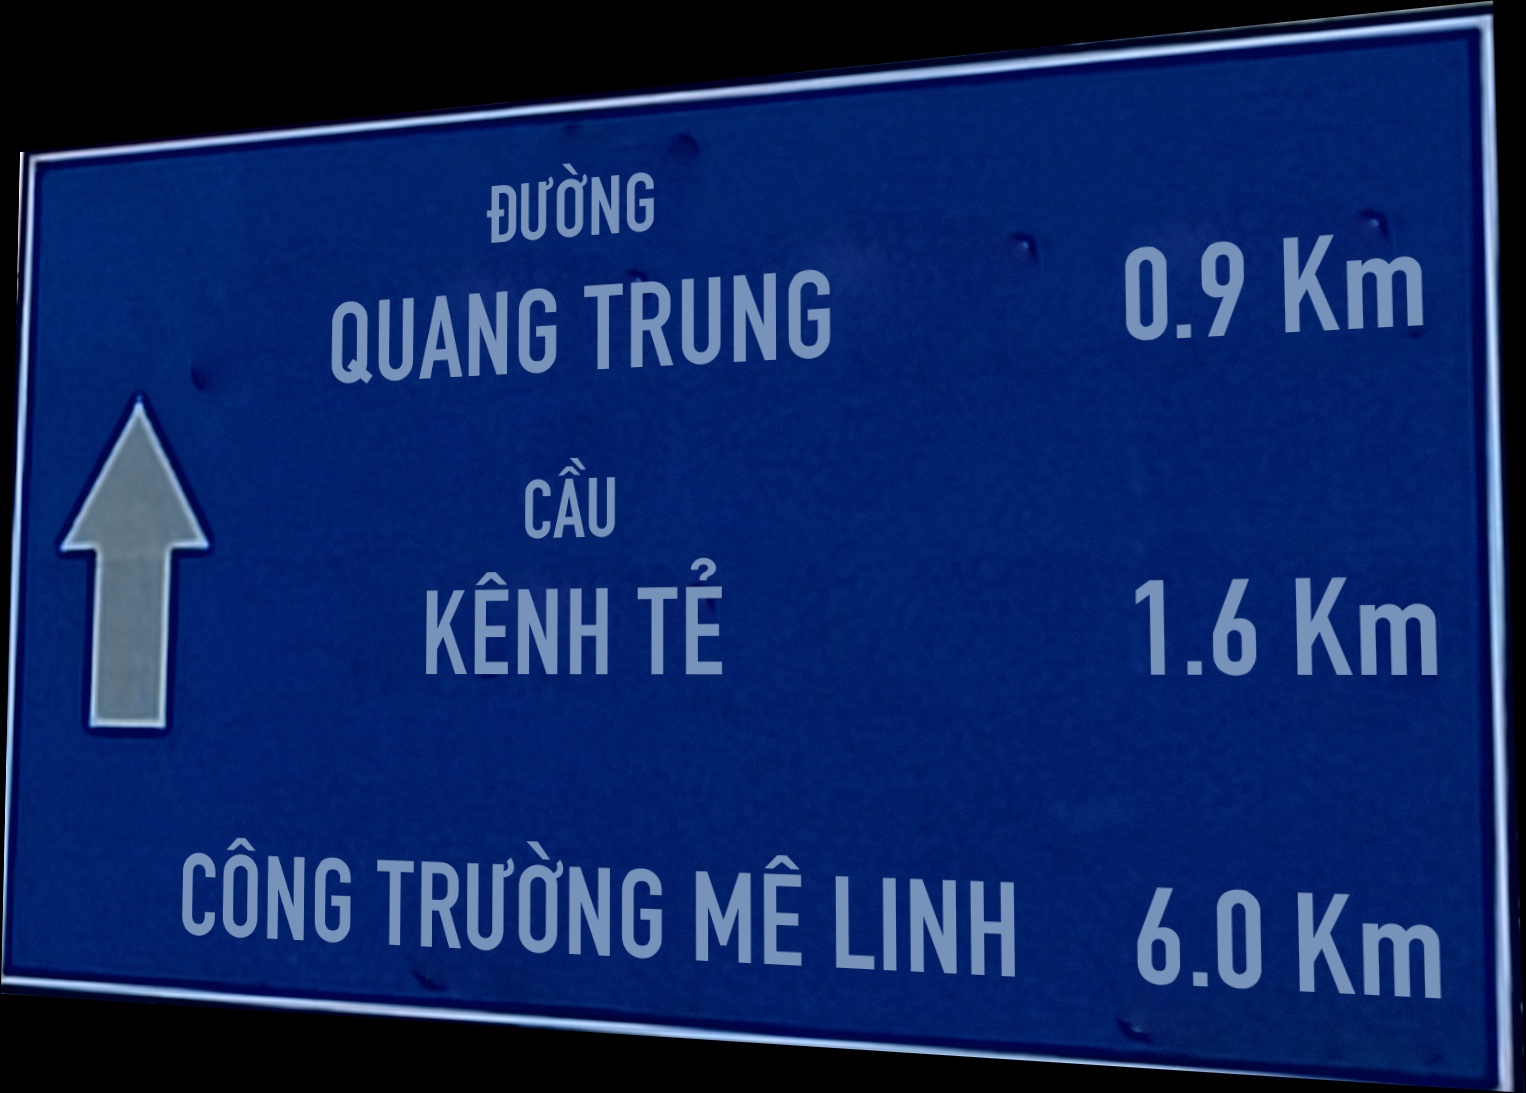 ĐƯỜNG
QUANG TRUNG 0.9 Km
CẦU
KÊNH TẺ 1.6 Km
CÔNG TRƯỜNG MÊ LINH 6.0 Km